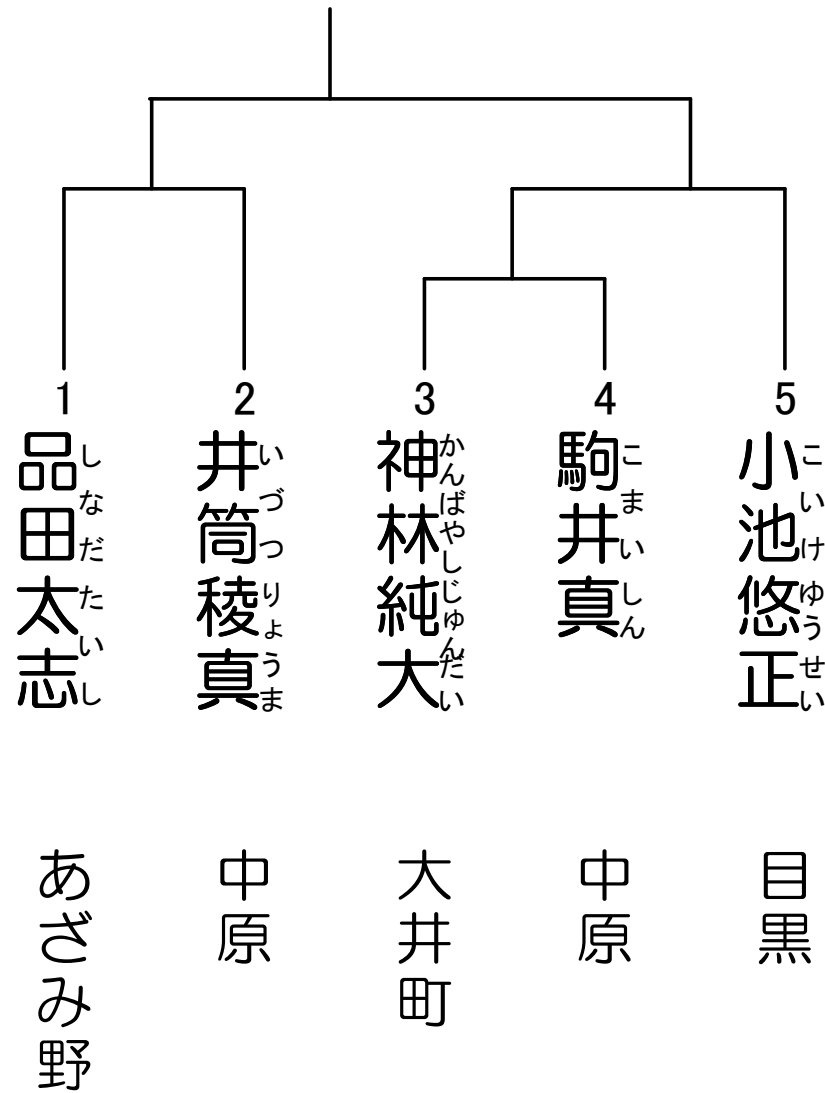 1
品田太志
しなだたいし
あざみ野
2
井筒稜真
いづつりょうま
中原
3
神林純大
かんばやしじゅんだい
大井町
4
駒井真
こまいしん
中原
5
小池悠正
こいけゆうせい
目黒